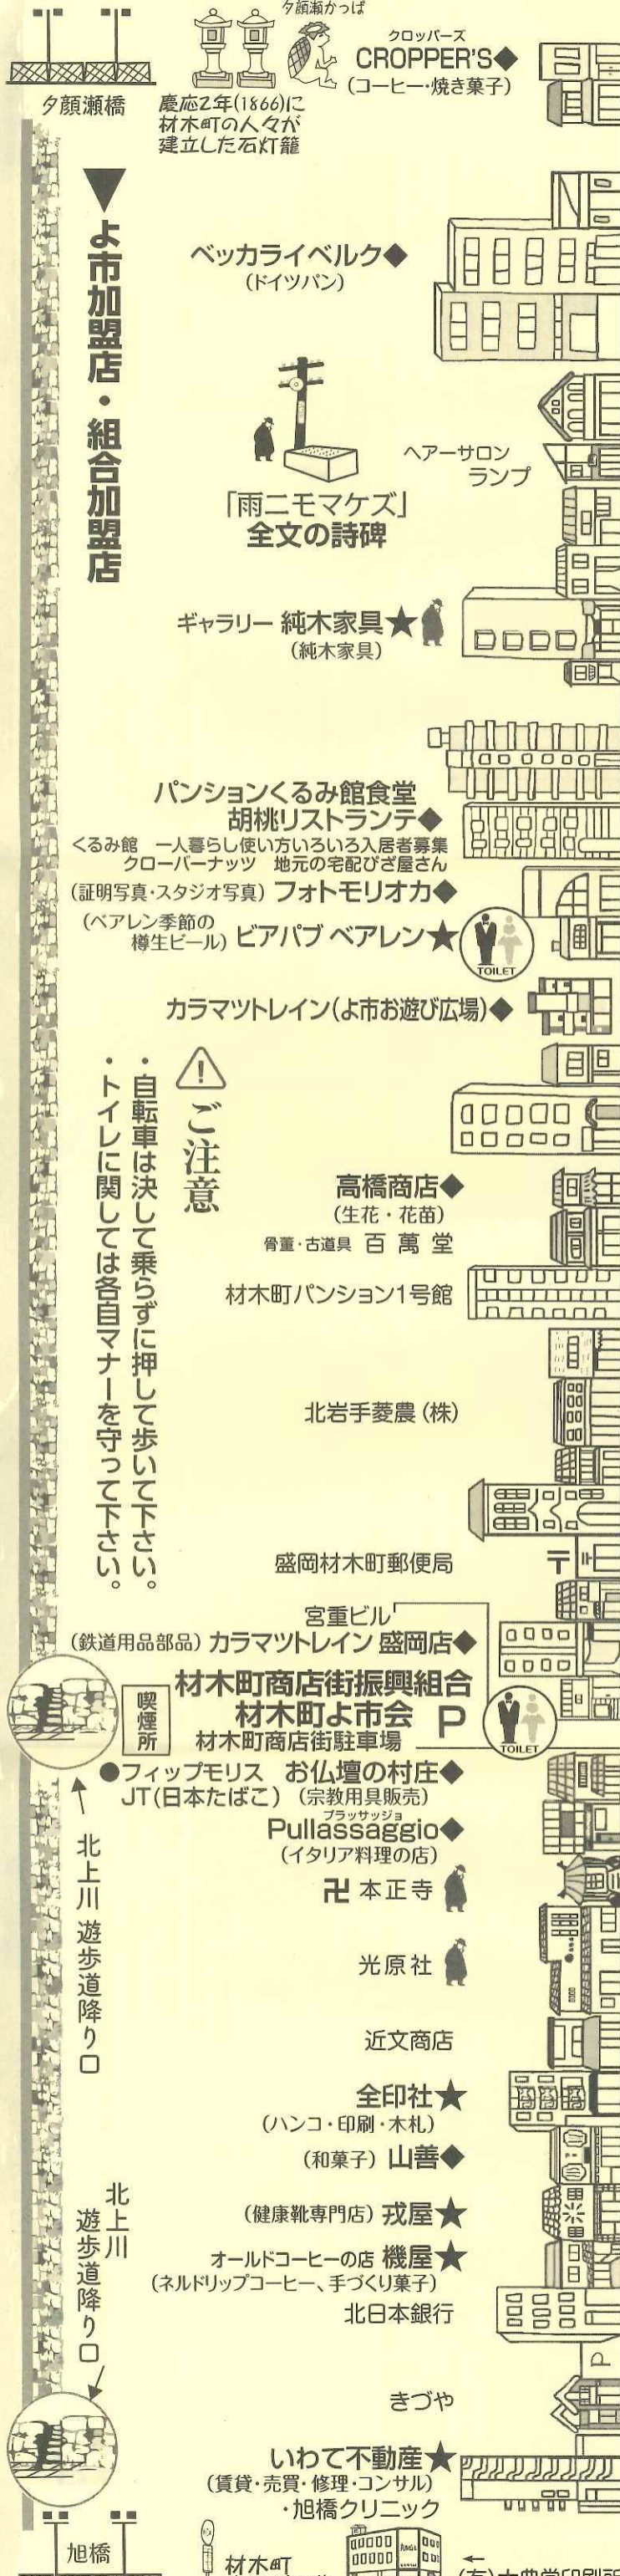 夕顔瀬橋
慶応2年(1866)に
材木町の人々が
建立した石灯籠
夕顔瀬かっぱ
クロッパーズ
CROPPER'S◆
(コーヒー・焼き菓子)
▼よ市加盟店・組合加盟店
ベッカライベルク◆
(ドイツパン)
ヘアーサロン
ランプ
「雨ニモマケズ」
全文の詩碑
ギャラリー 純木家具★
(純木家具)
パンションくるみ館食堂
胡桃リストランテ◆
くるみ館 一人暮らし使い方いろいろ入居者募集
クローバーナッツ 地元の宅配ぴざ屋さん
(証明写真・スタジオ写真) フォトモリオカ◆
(ベアレン季節の
樽生ビール) ビアパブ ベアレン★
TOILET
カラマツトレイン(よ市お遊び広場)◆
ご注意
・自転車は決して乗らずに押して歩いて下さい。
・トイレに関しては各自マナーを守って下さい。
高橋商店◆
(生花・花苗)
骨董・古道具 百萬堂
材木町パンション1号館
北岩手菱農(株)
盛岡材木町郵便局
〒
宮重ビル
(鉄道用品部品) カラマツトレイン 盛岡店◆
材木町商店街振興組合
材木町よ市会 P
材木町商店街駐車場
TOILET
喫煙所
●フィップモリス お仏壇の村庄◆
JT(日本たばこ) (宗教用具販売)
プラッサッジョ
Pullassaggio◆
(イタリア料理の店)
卍 本正寺
光原社
北上川 遊歩道降り口
近文商店
全印社★
(ハンコ・印刷・木札)
(和菓子) 山善◆
(健康靴専門店) 戎屋★
オールドコーヒーの店 機屋★
(ネルドリップコーヒー、手づくり菓子)
北上川
遊歩道降り口
北日本銀行
P
きづや
いわて不動産★
(賃貸・売買・修理・コンサル)
・旭橋クリニック
旭橋
材木町